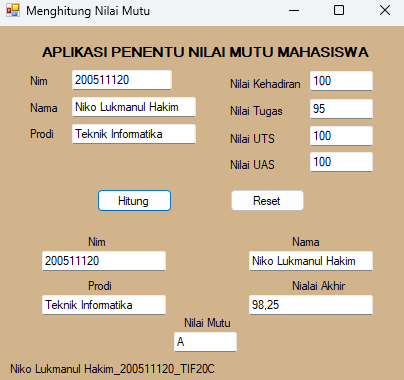 Menghitung Nilai Mutu
APLIKASI PENENTU NILAI MUTU MAHASISWA
Nim 200511120
Nama Niko Lukmanul Hakim
Prodi Teknik Informatika
Nilai Kehadiran 100
Nilai Tugas 95
Nilai UTS 100
Nilai UAS 100
Hitung Reset
Nim Nama
200511120 Niko Lukmanul Hakim
Prodi Nialai Akhir
Teknik Informatika 98,25
Nilai Mutu
A
Niko Lukmanul Hakim_200511120_TIF20C